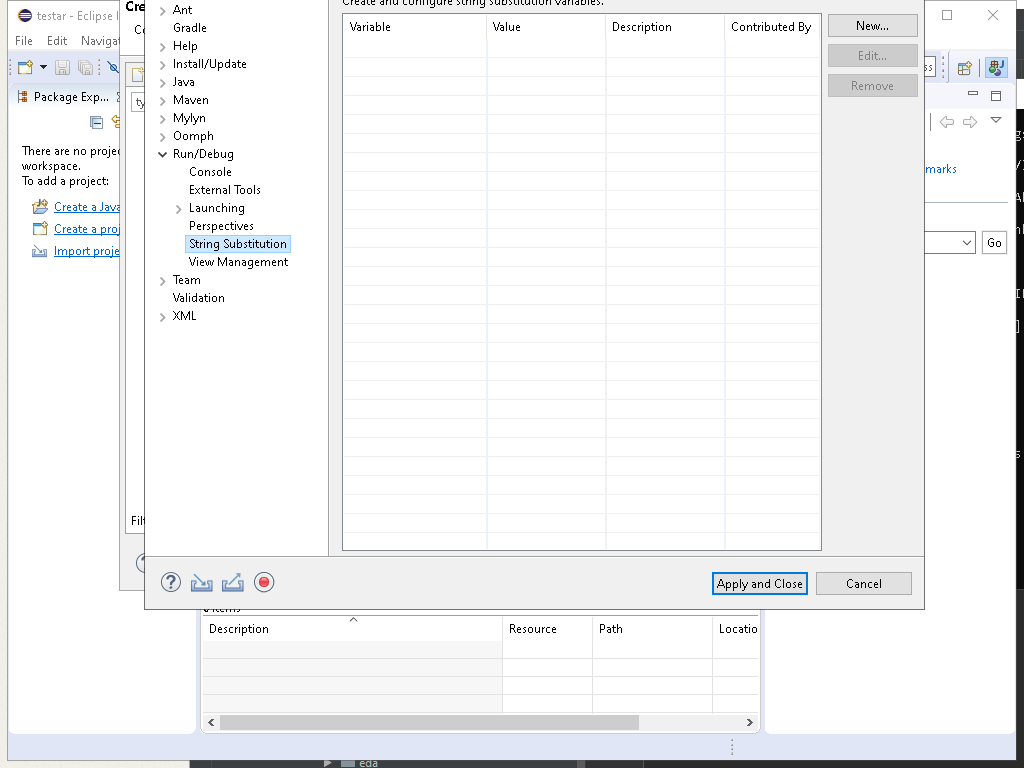 testar - Eclipse I
File Edit Navigat
Package Exp...
There are no projec
workspace.
To add a project:
Create a Java
Create a proj
Import proje
Cre
ty
Filt
Ant
Gradle
Help
Install/Update
Java
Maven
Mylyn
Oomph
Run/Debug
Console
External Tools
Launching
Perspectives
String Substitution
View Management
Team
Validation
XML
Create and configure string substitution variables.
Variable Value Description Contributed By
New...
Edit...
Remove
Apply and Close
Cancel
marks
Go
Description Resource Path Locatio
eda